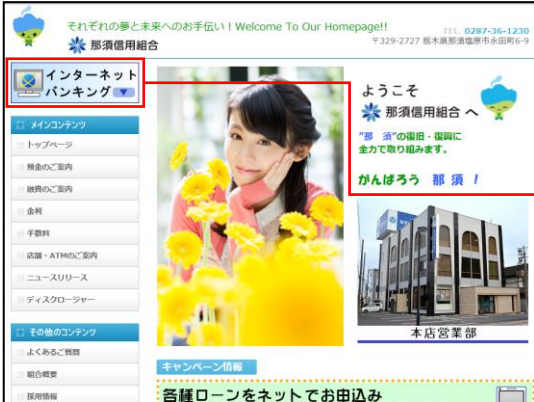 それぞれの夢と未来へのお手伝い！Welcome To Our Homepage!!
那須信用組合
TEL. 0287-36-1230
〒329-2727 栃木県那須塩原市永田町6-9
インターネット
バンキング
メインコンテンツ
トップページ
預金のご案内
融資のご案内
金利
手数料
店舗・ATMのご案内
ニュースリリース
ディスクロージャー
その他のコンテンツ
よくあるご質問
組合概要
採用情報
ようこそ
那須信用組合 へ
"那 須"の復旧・復興に
全力で取り組みます。
がんばろう 那 須 ！
本店営業部
キャンペーン情報
各種ローンをネットでお申込み